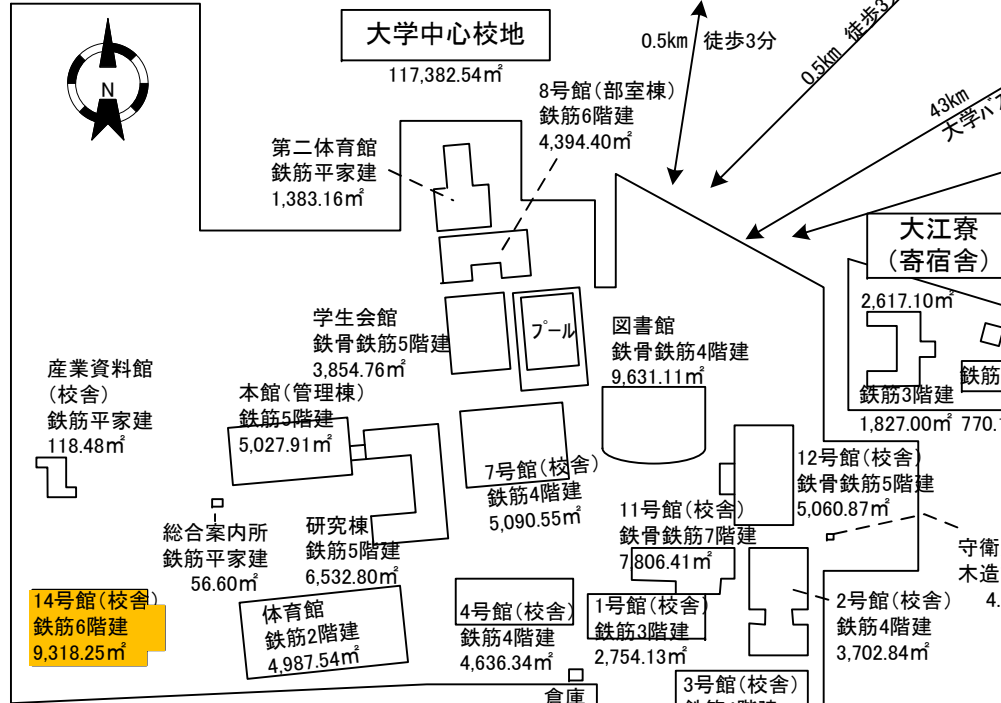 大学中心校地
117,382.54㎡
N
0.5km 徒歩3分
0.5km 徒歩3
43km
大学バ
8号館(部室棟)
鉄筋6階建
4,394.40㎡
第二体育館
鉄筋平家建
1,383.16㎡
大江寮
(寄宿舎)
2,617.10㎡
鉄筋3階建
1,827.00㎡
鉄筋
770.
学生会館
鉄骨鉄筋5階建
3,854.76㎡
プール
図書館
鉄骨鉄筋4階建
9,631.11㎡
産業資料館
(校舎)
鉄筋平家建
118.48㎡
本館(管理棟)
鉄筋5階建
5,027.91㎡
7号館(校舎)
鉄筋4階建
5,090.55㎡
12号館(校舎)
鉄骨鉄筋5階建
5,060.87㎡
11号館(校舎)
鉄骨鉄筋7階建
7,806.41㎡
総合案内所
鉄筋平家建
56.60㎡
研究棟
鉄筋5階建
6,532.80㎡
守衛
木造
4.
14号館(校舎)
鉄筋6階建
9,318.25㎡
体育館
鉄筋2階建
4,987.54㎡
4号館(校舎)
鉄筋4階建
4,636.34㎡
1号館(校舎)
鉄筋3階建
2,754.13㎡
2号館(校舎)
鉄筋4階建
3,702.84㎡
倉庫
3号館(校舎)